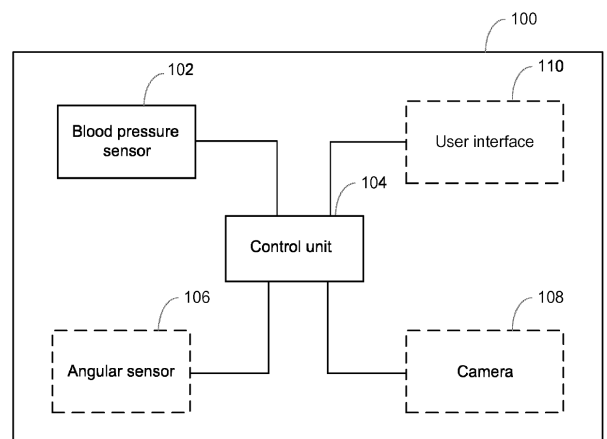 100
102
110
Blood pressure
sensor
User interface
104
Control unit
106
108
Angular sensor
Camera